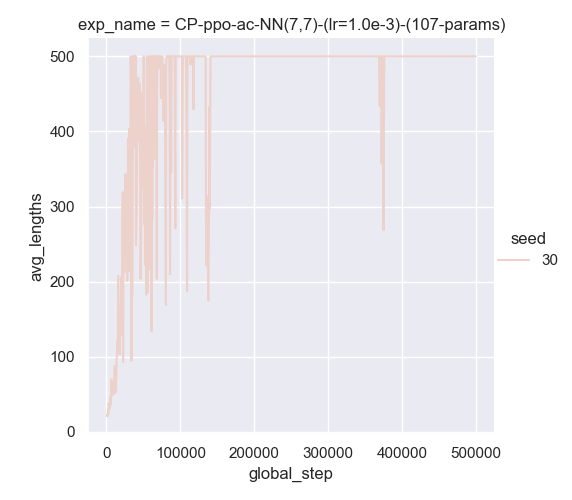 exp_name = CP-ppo-ac-NN(7,7)-(lr=1.0e-3)-(107-params)
500
400
300
200
100
0
avg_lengths
0 100000 200000 300000 400000 500000
global_step
seed
30